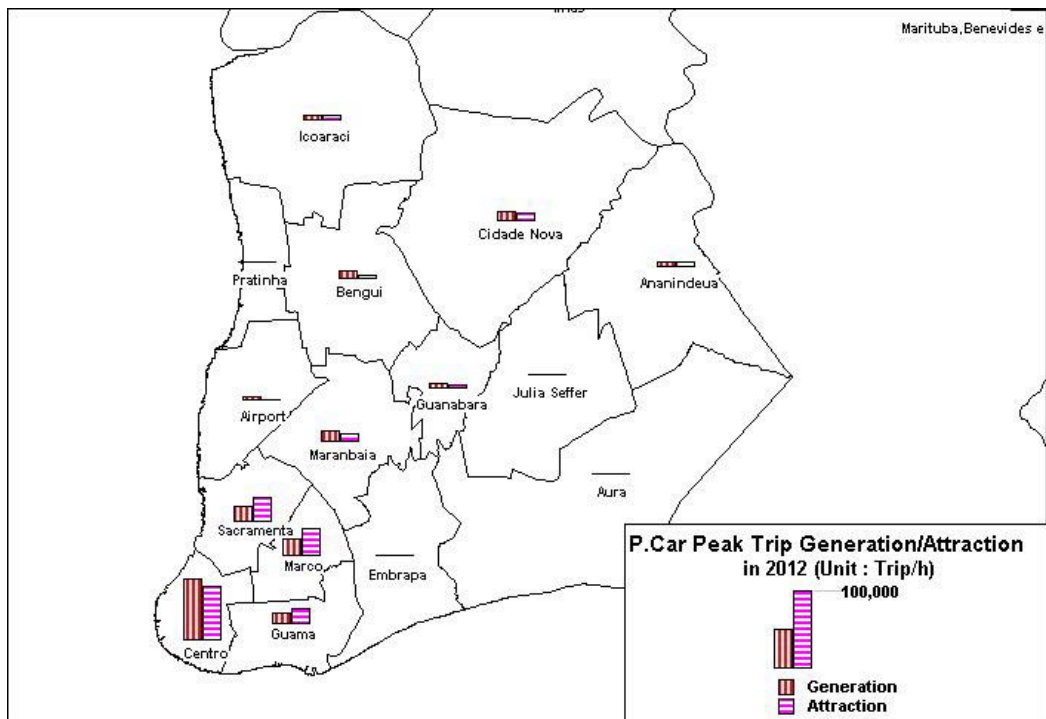 Marituba,Benevides e
Icoaraci
Cidade Nova
Pratinha
Bengui
Ananindeua
Airport
Guanabara
Julia Seffer
Maranbaia
Aura
Sacramenta
Marco
Embrapa
Guama
Centro
P.Car Peak Trip Generation/Attraction
in 2012 (Unit : Trip/h)
100,000
Generation
Attraction